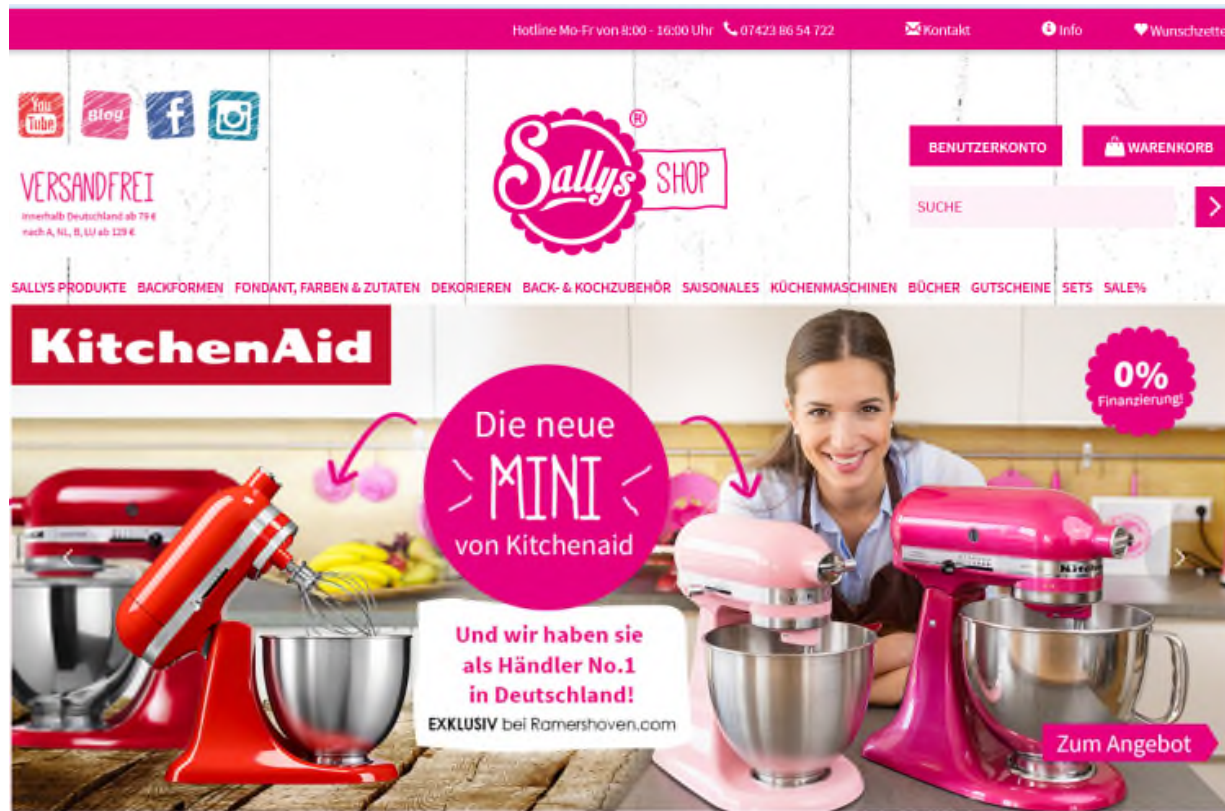 Hotline Mo-Fr von 8:00 - 16:00 Uhr 07423 86 54 722 Kontakt Info Wunschzette
You
Tube
Blog
VERSANDFREI
innerhalb Deutschland ab 79 €
nach A, NL, B, LU ab 129 €
Sallys SHOP ®
BENUTZERKONTO WARENKORB
SUCHE
SALLYS PRODUKTE BACKFORMEN FONDANT, FARBEN & ZUTATEN DEKORIEREN BACK- & KOCHZUBEHÖR SAISONALES KÜCHENMASCHINEN BÜCHER GUTSCHEINE SETS SALE%
KitchenAid
0%
Finanzierung!
Die neue
MINI
von Kitchenaid
Und wir haben sie
als Händler No.1
in Deutschland!
EXKLUSIV bei Ramershoven.com
Zum Angebot